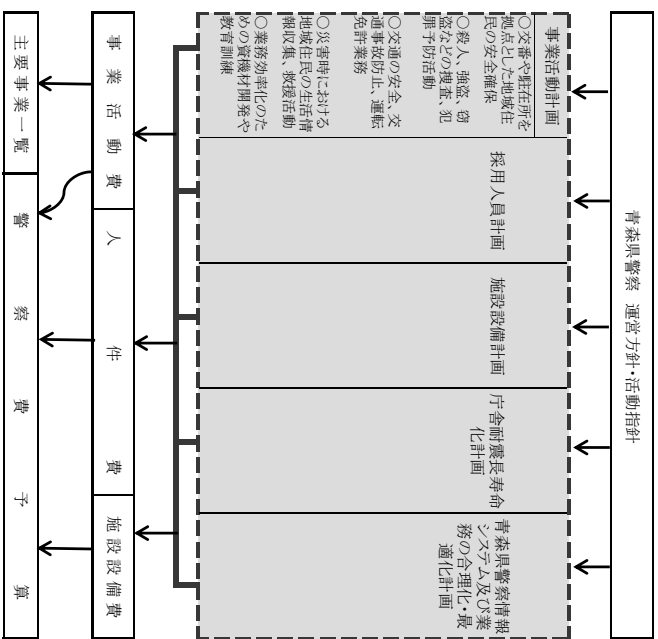 青森県警察 運営方針・活動指針
事業活動計画
○交番や駐住所を
拠点とした地域住
民の安全確保
○殺人、強盗、窃
盗などの捜査、犯
罪予防活動
○交通の安全、交
通事故防止、運転
免許業務
○災害時における
地域住民の生活情
報収集、救援活動
○業務効率化のた
めの資機材開発や
教育訓練
採用人員計画
施設設備計画
庁舎耐震長寿命
化計画
青森県警察情報
システム及び業
務の合理化・最
適化計画
事業活動費
人件費
施設設備費
主要事業一覧
警察費予算